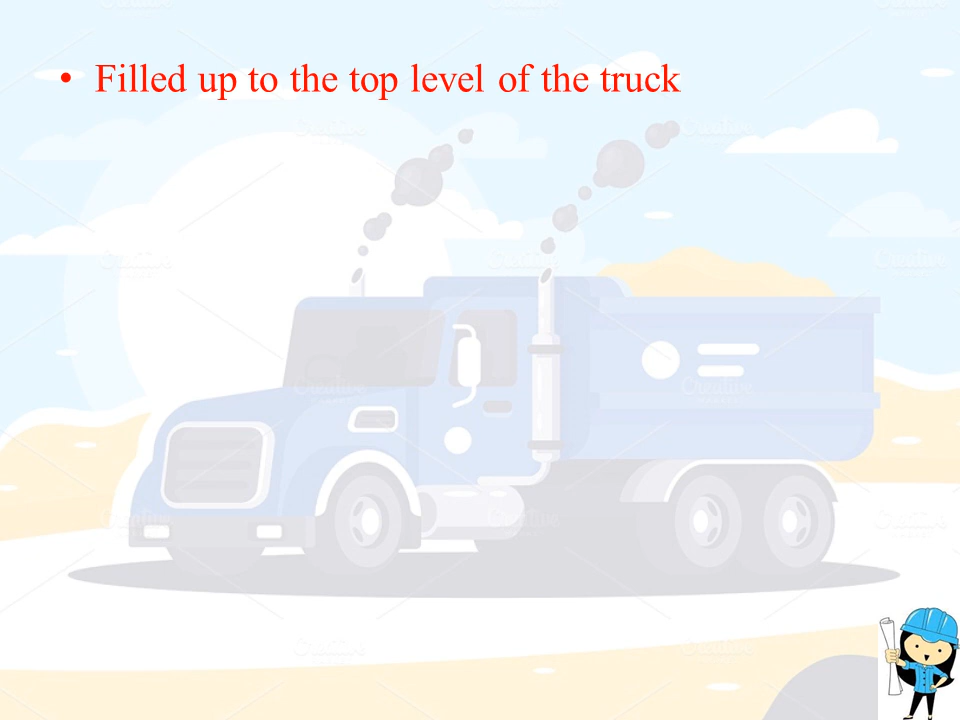 • Filled up to the top level of the truck